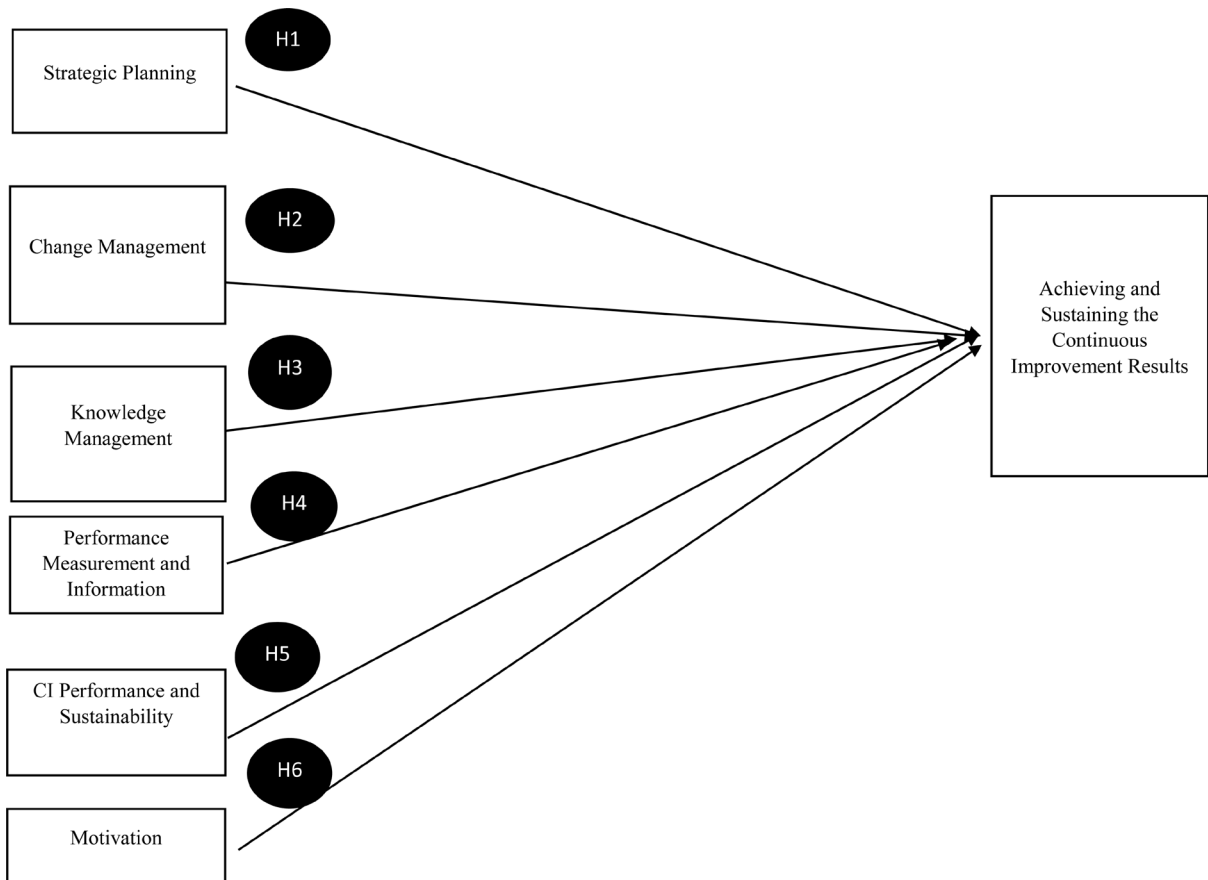 H1
Strategic Planning
H2
Change Management
H3
Knowledge
Management
H4
Performance
Measurement and
Information
H5
CI Performance and
Sustainability
H6
Motivation
Achieving and
Sustaining the
Continuous
Improvement Results